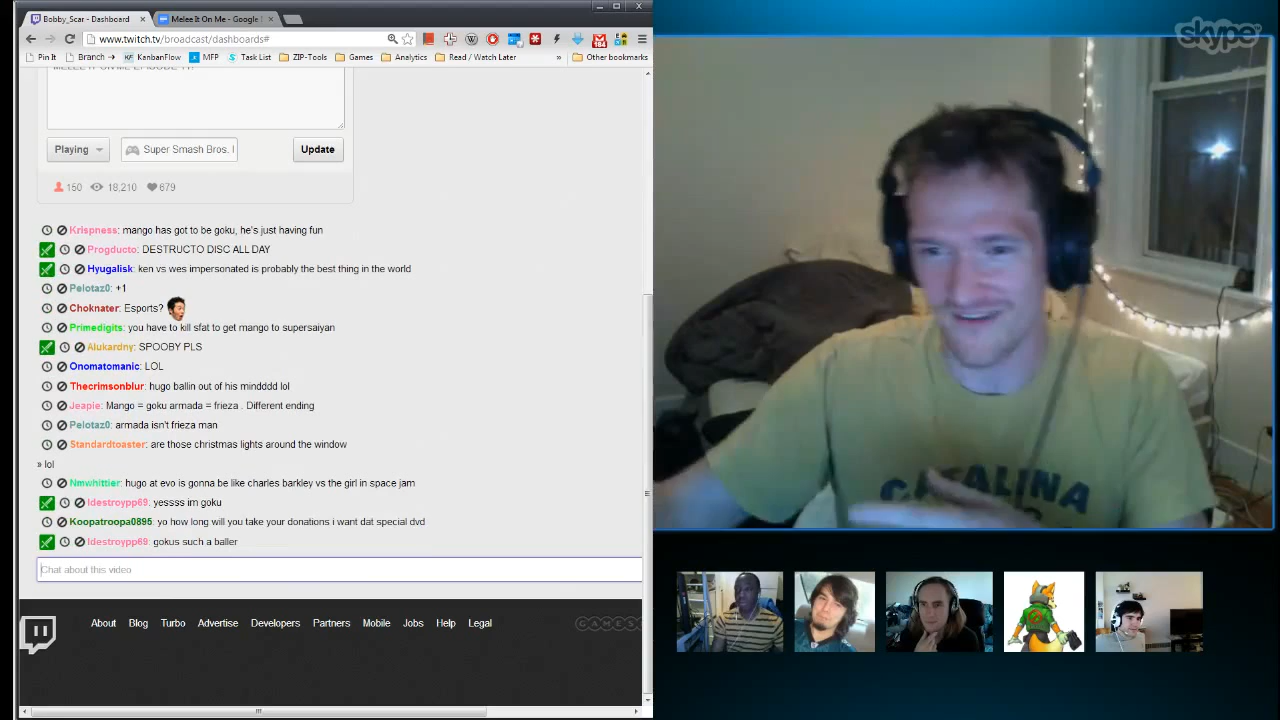 Bobby_Scar - Dashboard
Melee It On Me - Google
www.twitch.tv/broadcast/dashboards#
184
Pin It
Branch →
KanbanFlow
MFP
Task List
ZIP-Tools
Games
Analytics
Read / Watch Later
»
Other bookmarks
Playing
Super Smash Bros.
Update
150
18,210
679
Krispness: mango has got to be goku, he's just having fun
Progducto: DESTRUCTO DISC ALL DAY
Hyugalisk: ken vs wes impersonated is probably the best thing in the world
Pelotaz0: +1
Choknater: Esports?
Primedigits: you have to kill sfat to get mango to supersaiyan
Alukardny: SPOOBY PLS
Onomatomanic: LOL
Thecrimsonblur: hugo ballin out of his mindddd lol
Jeapie: Mango = goku armada = frieza . Different ending
Pelotaz0: armada isn't frieza man
Standardtoaster: are those christmas lights around the window
» lol
Nmwhittier: hugo at evo is gonna be like charles barkley vs the girl in space jam
Idestroypp69: yessss im goku
Koopatroopa0895: yo how long will you take your donations i want dat special dvd
Idestroypp69: gokus such a baller
Chat about this video
About
Blog
Turbo
Advertise
Developers
Partners
Mobile
Jobs
Help
Legal
skype
CATALINA